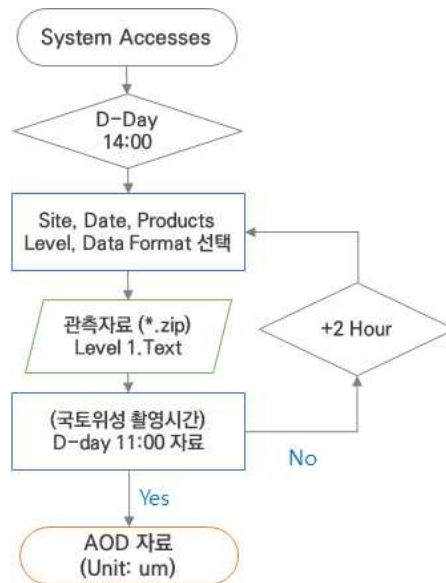 System Accesses
D-Day
14:00
Site, Date, Products
Level, Data Format 선택
관측자료 (*.zip)
Level 1.Text
+2 Hour
(국토위성 촬영시간)
D-day 11:00 자료
No
Yes
AOD 자료
(Unit: um)